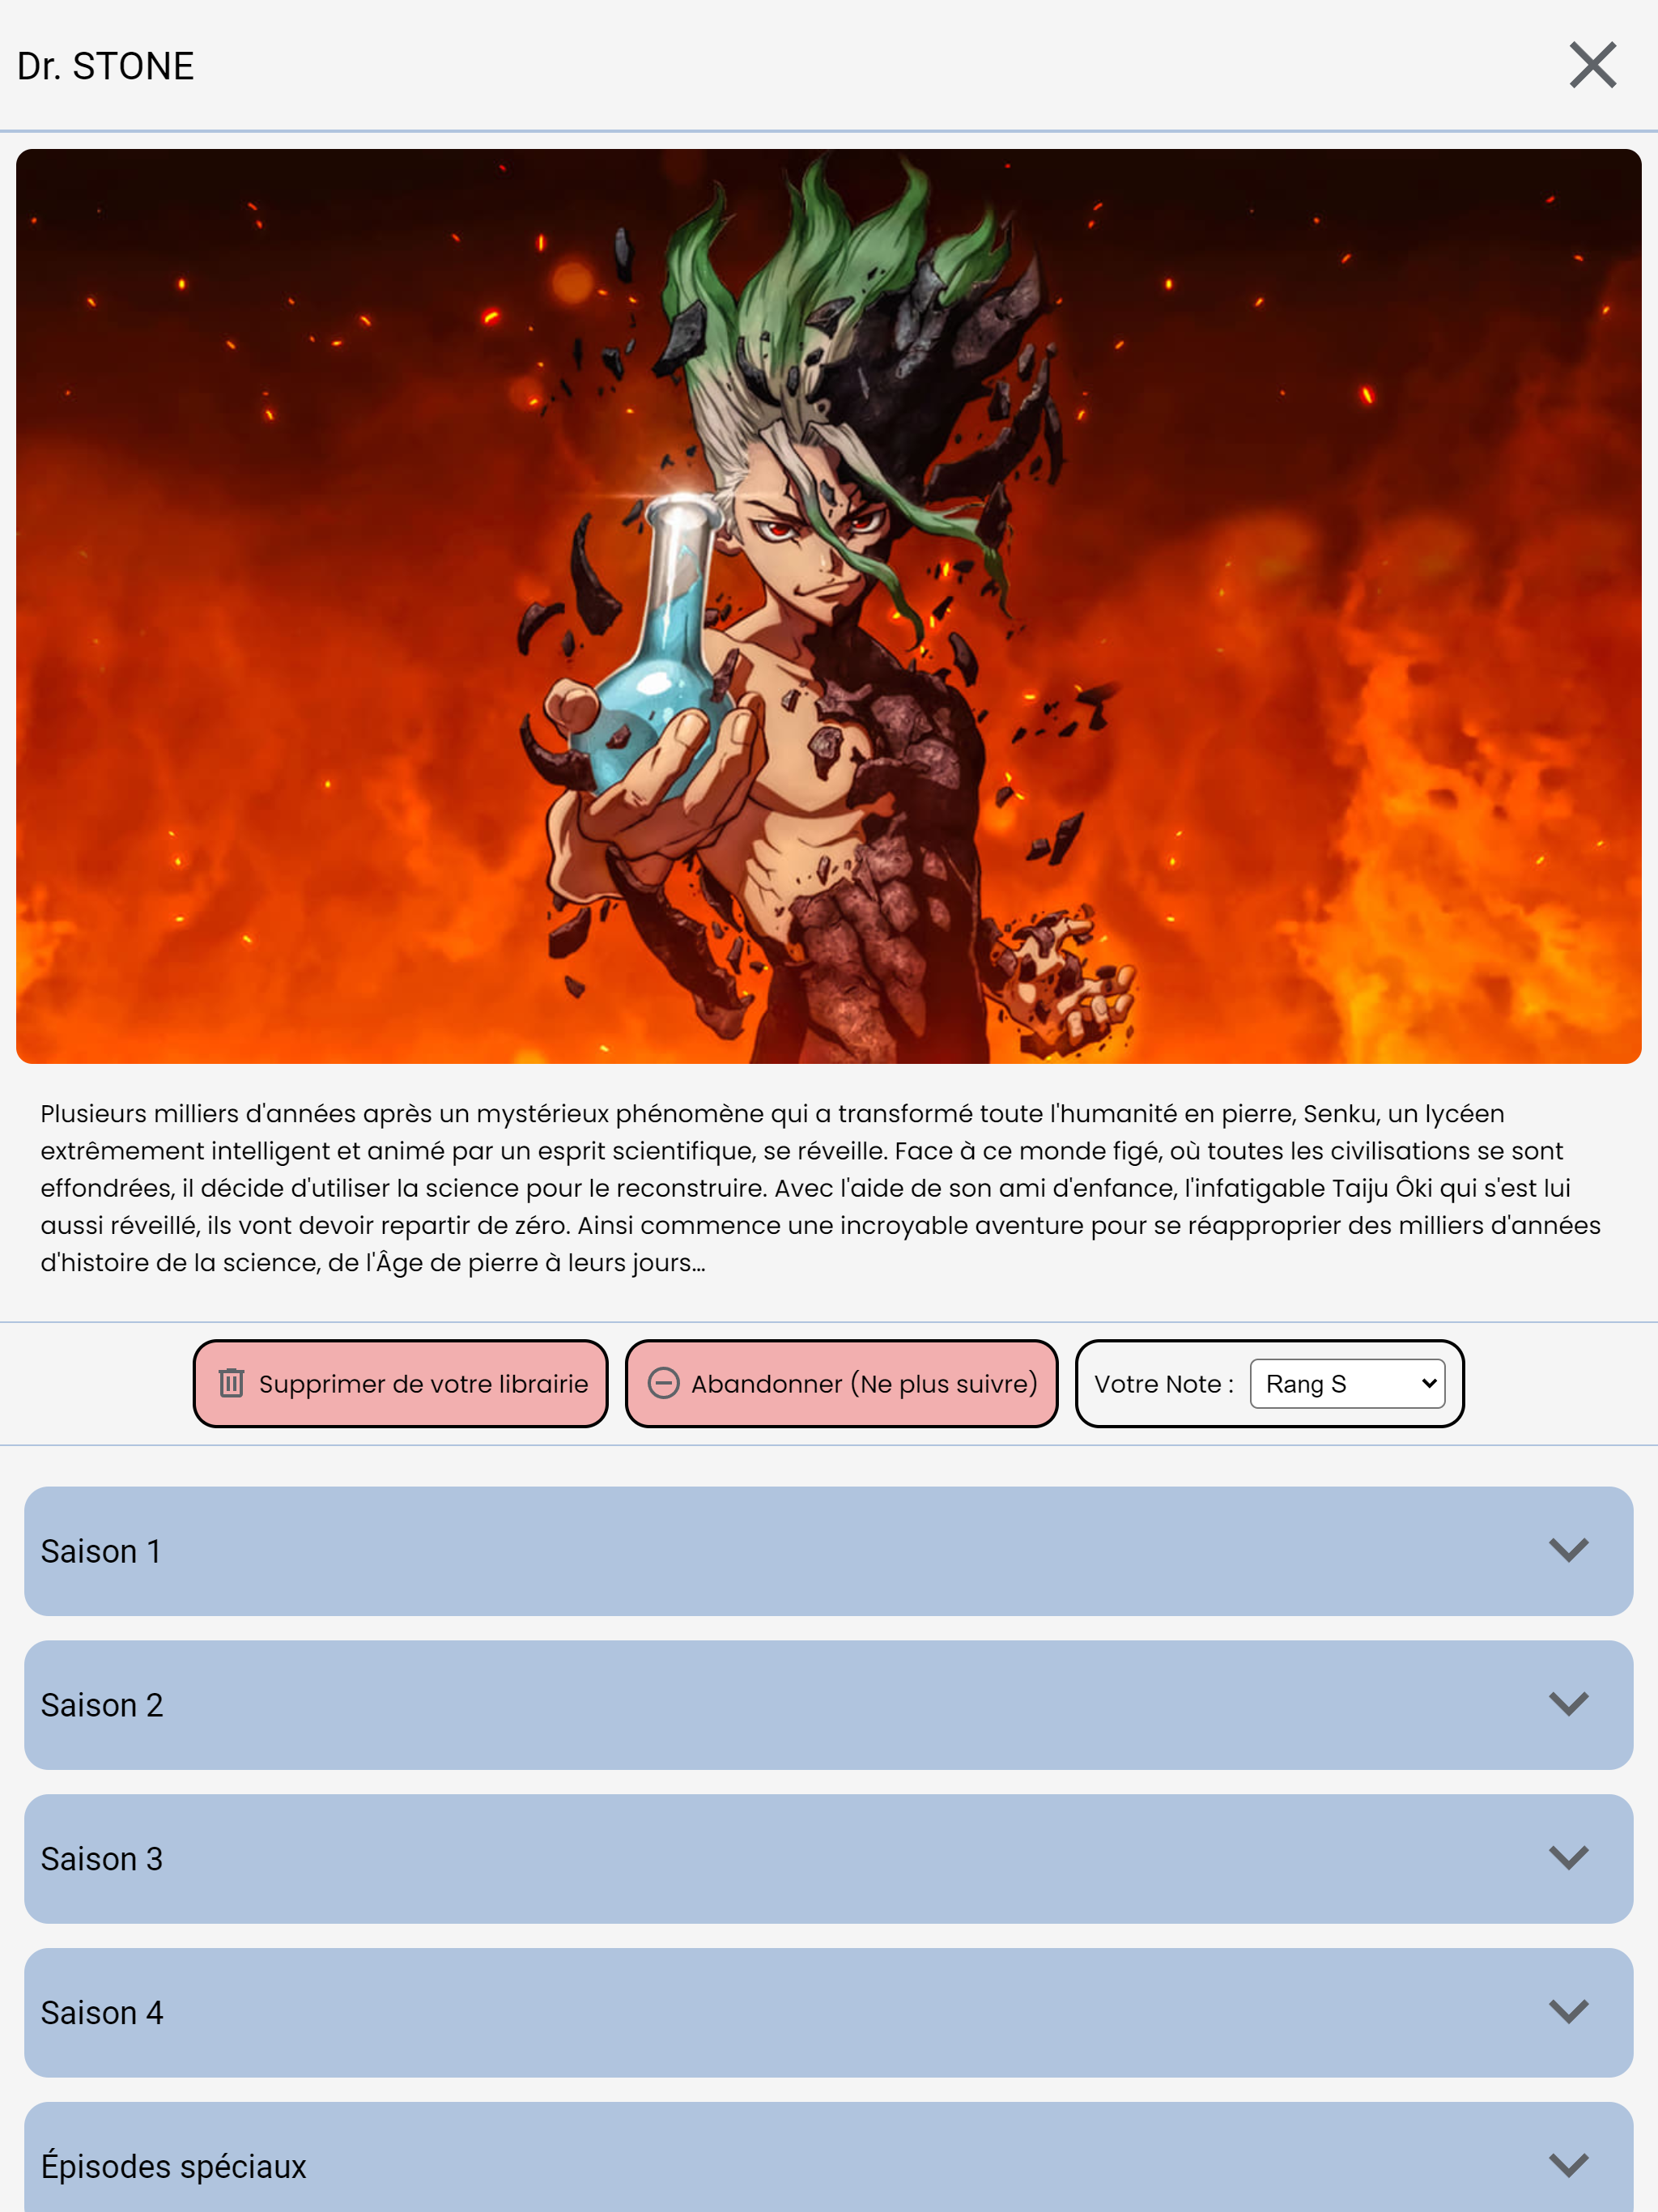 Dr. STONE
Plusieurs milliers d'années après un mystérieux phénomène qui a transformé toute l'humanité en pierre, Senku, un lycéen
extrêmement intelligent et animé par un esprit scientifique, se réveille. Face à ce monde figé, où toutes les civilisations se sont
effondrées, il décide d'utiliser la science pour le reconstruire. Avec l'aide de son ami d'enfance, l'infatigable Taiju Ôki qui s'est lui
aussi réveillé, ils vont devoir repartir de zéro. Ainsi commence une incroyable aventure pour se réapproprier des milliers d'années
d'histoire de la science, de l'Âge de pierre à leurs jours...
Supprimer de votre librairie
Abandonner (Ne plus suivre)
Votre Note : Rang S
Saison 1
Saison 2
Saison 3
Saison 4
Épisodes spéciaux